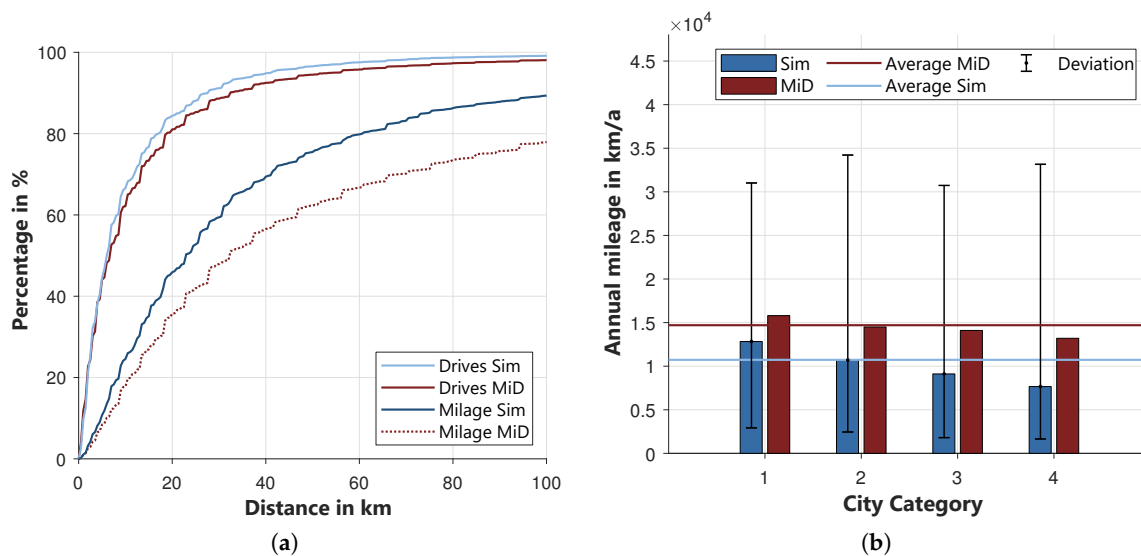 100
80
60
40
20
0
Percentage in %
0 20 40 60 80 100
Distance in km
Drives Sim
Drives MiD
Milage Sim
Milage MiD
(a)
×10⁴
4.5
4
3.5
3
2.5
2
1.5
1
0.5
0
Annual mileage in km/a
Sim
MiD
Average MiD
Average Sim
Deviation
1 2 3 4
City Category
(b)